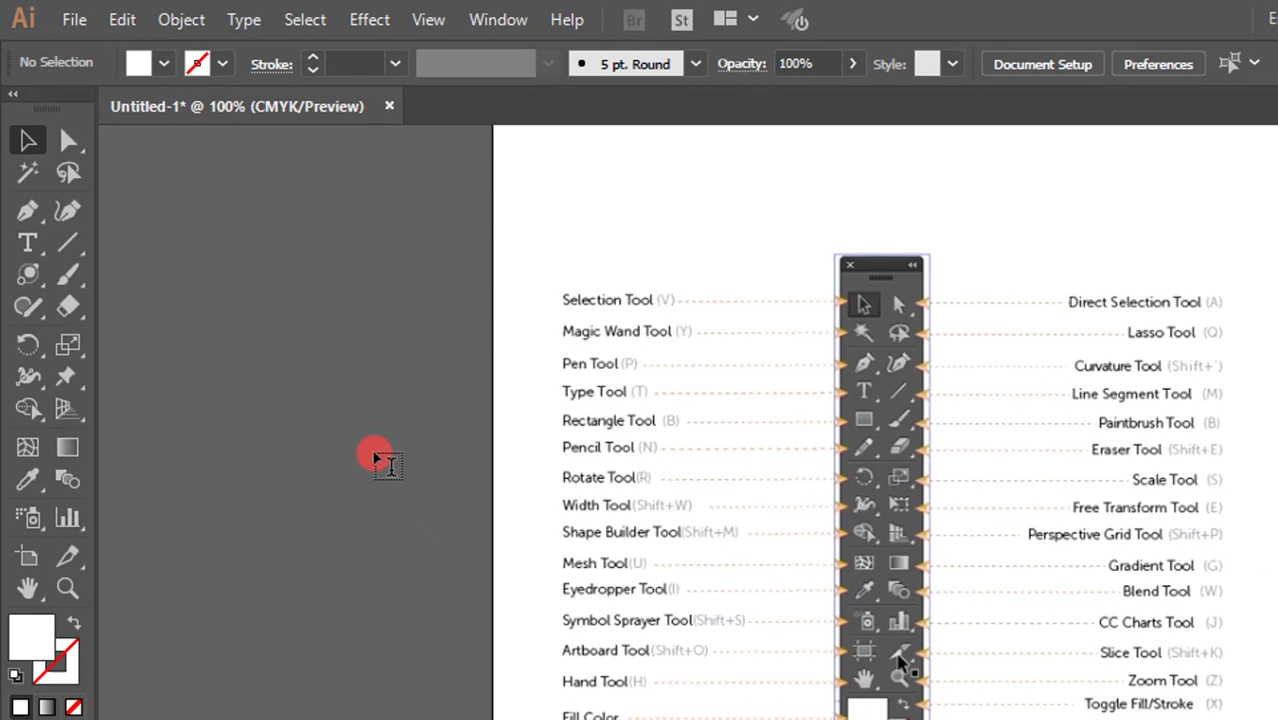 Ai File Edit Object Type Select Effect View Window Help Br St E
No Selection Stroke: 5 pt. Round Opacity: 100% Style: Document Setup Preferences
Untitled-1* @ 100% (CMYK/Preview)
Selection Tool (V) Direct Selection Tool (A)
Magic Wand Tool (Y) Lasso Tool (Q)
Pen Tool (P) Curvature Tool (Shift+~)
Type Tool (T) Line Segment Tool (M)
Rectangle Tool (B) Paintbrush Tool (B)
Pencil Tool (N) Eraser Tool (Shift+E)
Rotate Tool(R) Scale Tool (S)
Width Tool(Shift+W) Free Transform Tool (E)
Shape Builder Tool(Shift+M) Perspective Grid Tool (Shift+P)
Mesh Tool(U) Gradient Tool (G)
Eyedropper Tool(I) Blend Tool (W)
Symbol Sprayer Tool(Shift+S) CC Charts Tool (J)
Artboard Tool(Shift+O) Slice Tool (Shift+K)
Hand Tool(H) Zoom Tool (Z)
Fill Color Toggle Fill/Stroke (X)